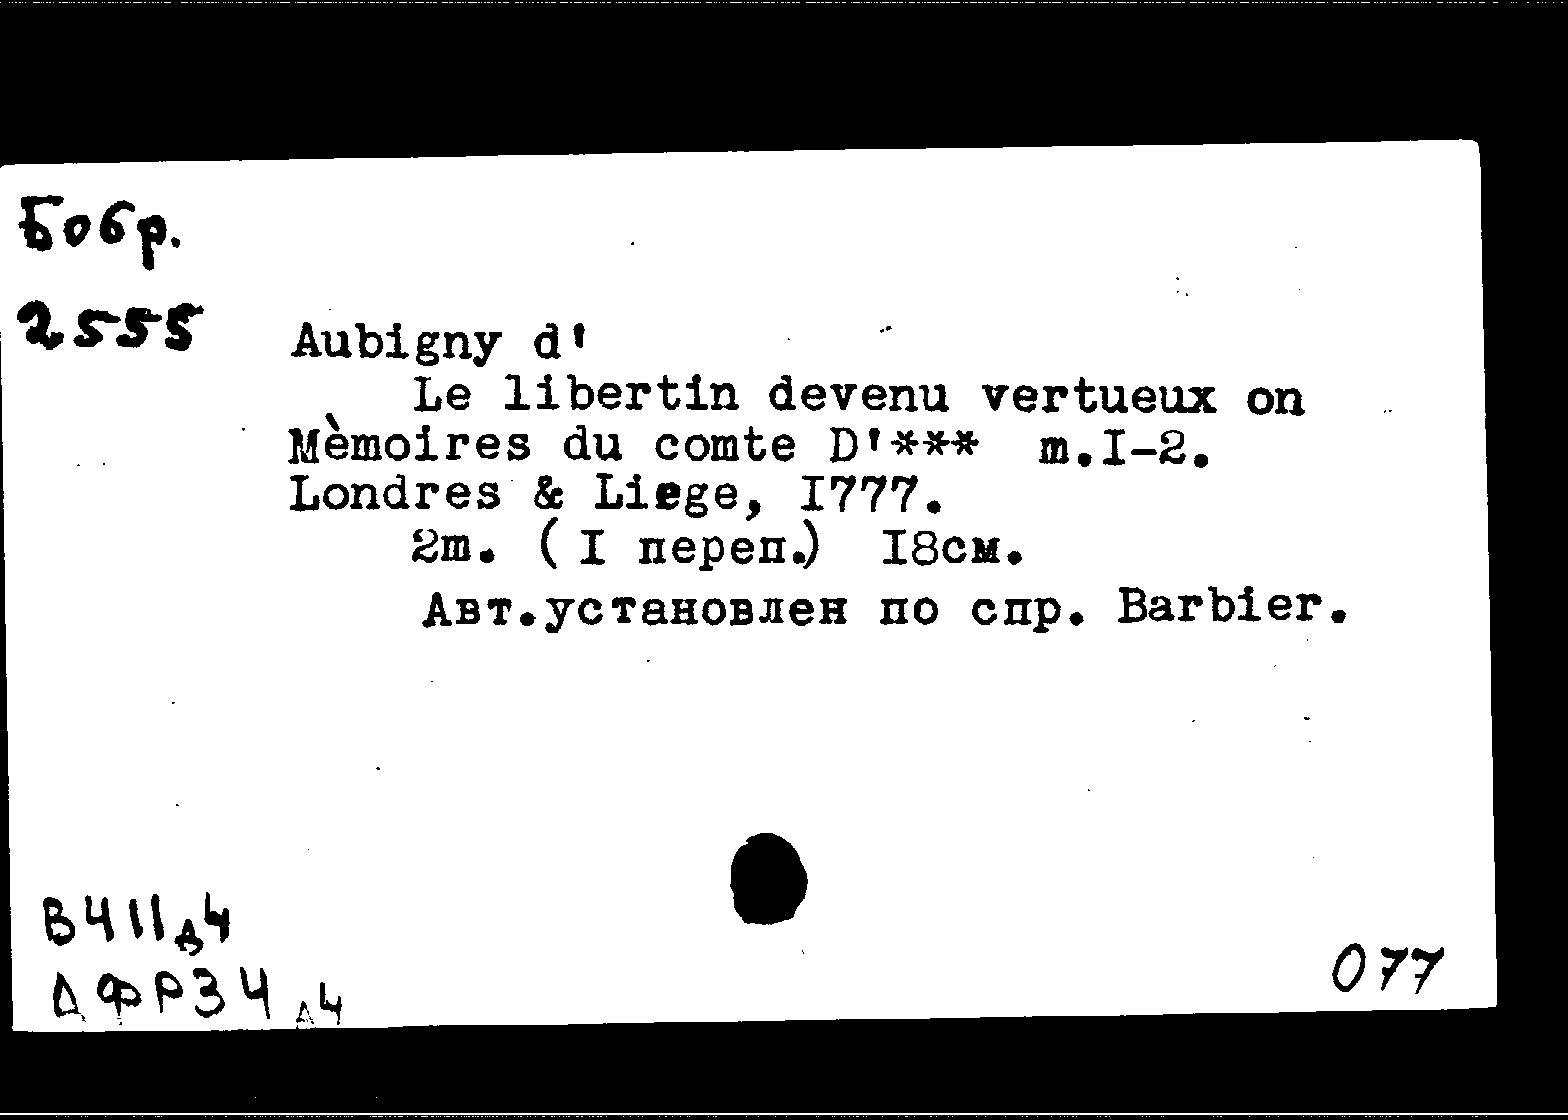 Бобр.
2555
Aubigny d'
Le libertin devenu vertueux on
Mèmoires du comte D'*** m.I-2.
Londres & Liege, I777.
2m. (I переп.) I8см.
Авт.установлен по спр. Barbier.
В411д4
ДФР34д4
077